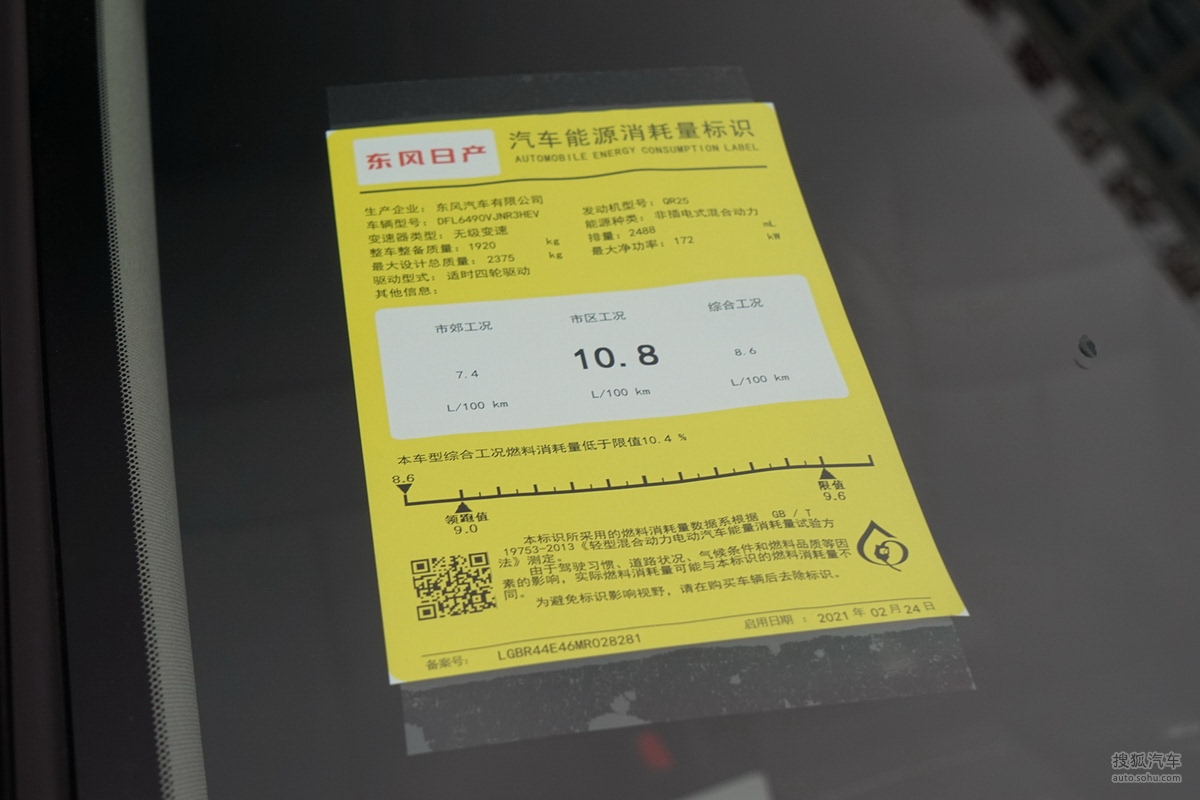 东风日产
汽车能源消耗量标识
AUTOMOBILE ENERGY CONSUMPTION LABEL
生产企业：东风汽车有限公司
车辆型号：DFL6490VJNR3HEV
变速器类型：无级变速
整车整备质量：1920 kg
最大设计总质量：2375 kg
驱动型式：适时四轮驱动
其他信息：
发动机型号：QR25
能源种类：非插电式混合动力
排量：2488 mL
最大净功率：172 kW
市郊工况 市区工况 综合工况
7.4 10.8 8.6
L/100 km L/100 km L/100 km
本车型综合工况燃料消耗量低于限值10.4 %
8.6
领跑值 限值
9.0 9.6
本标识所采用的燃料消耗量数据系根据 GB / T
19753-2013《轻型混合动力电动汽车能量消耗量试验方
法》测定。
由于驾驶习惯、道路状况、气候条件和燃料品质等因
素的影响，实际燃料消耗量可能与本标识的燃料消耗量不
同。
为避免标识影响视野，请在购买车辆后去除标识。
备案号： LGBR44E46MR028281 启用日期 ： 2021 年 02 月 24 日
搜狐汽车
auto.sohu.com